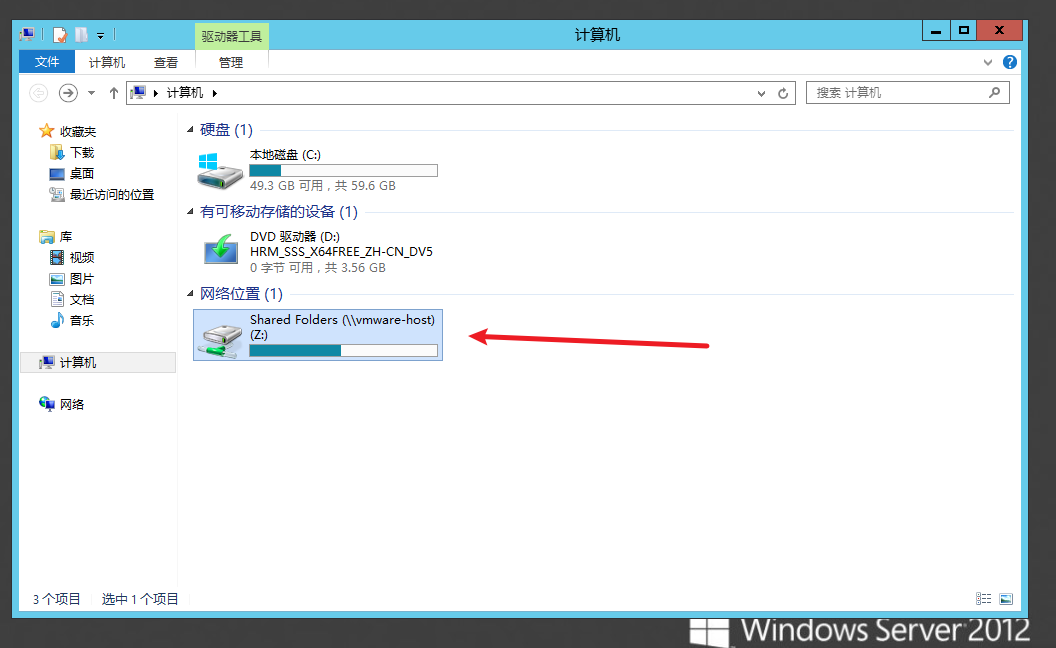 驱动器工具
计算机
文件
计算机
查看
管理
计算机
搜索 计算机
收藏夹
下载
桌面
最近访问的位置
库
视频
图片
文档
音乐
计算机
网络
硬盘 (1)
本地磁盘 (C:)
49.3 GB 可用，共 59.6 GB
有可移动存储的设备 (1)
DVD 驱动器 (D:)
HRM_SSS_X64FREE_ZH-CN_DV5
0 字节 可用，共 3.56 GB
网络位置 (1)
Shared Folders (\\vmware-host)
(Z:)
3 个项目
选中 1 个项目
Windows Server 2012